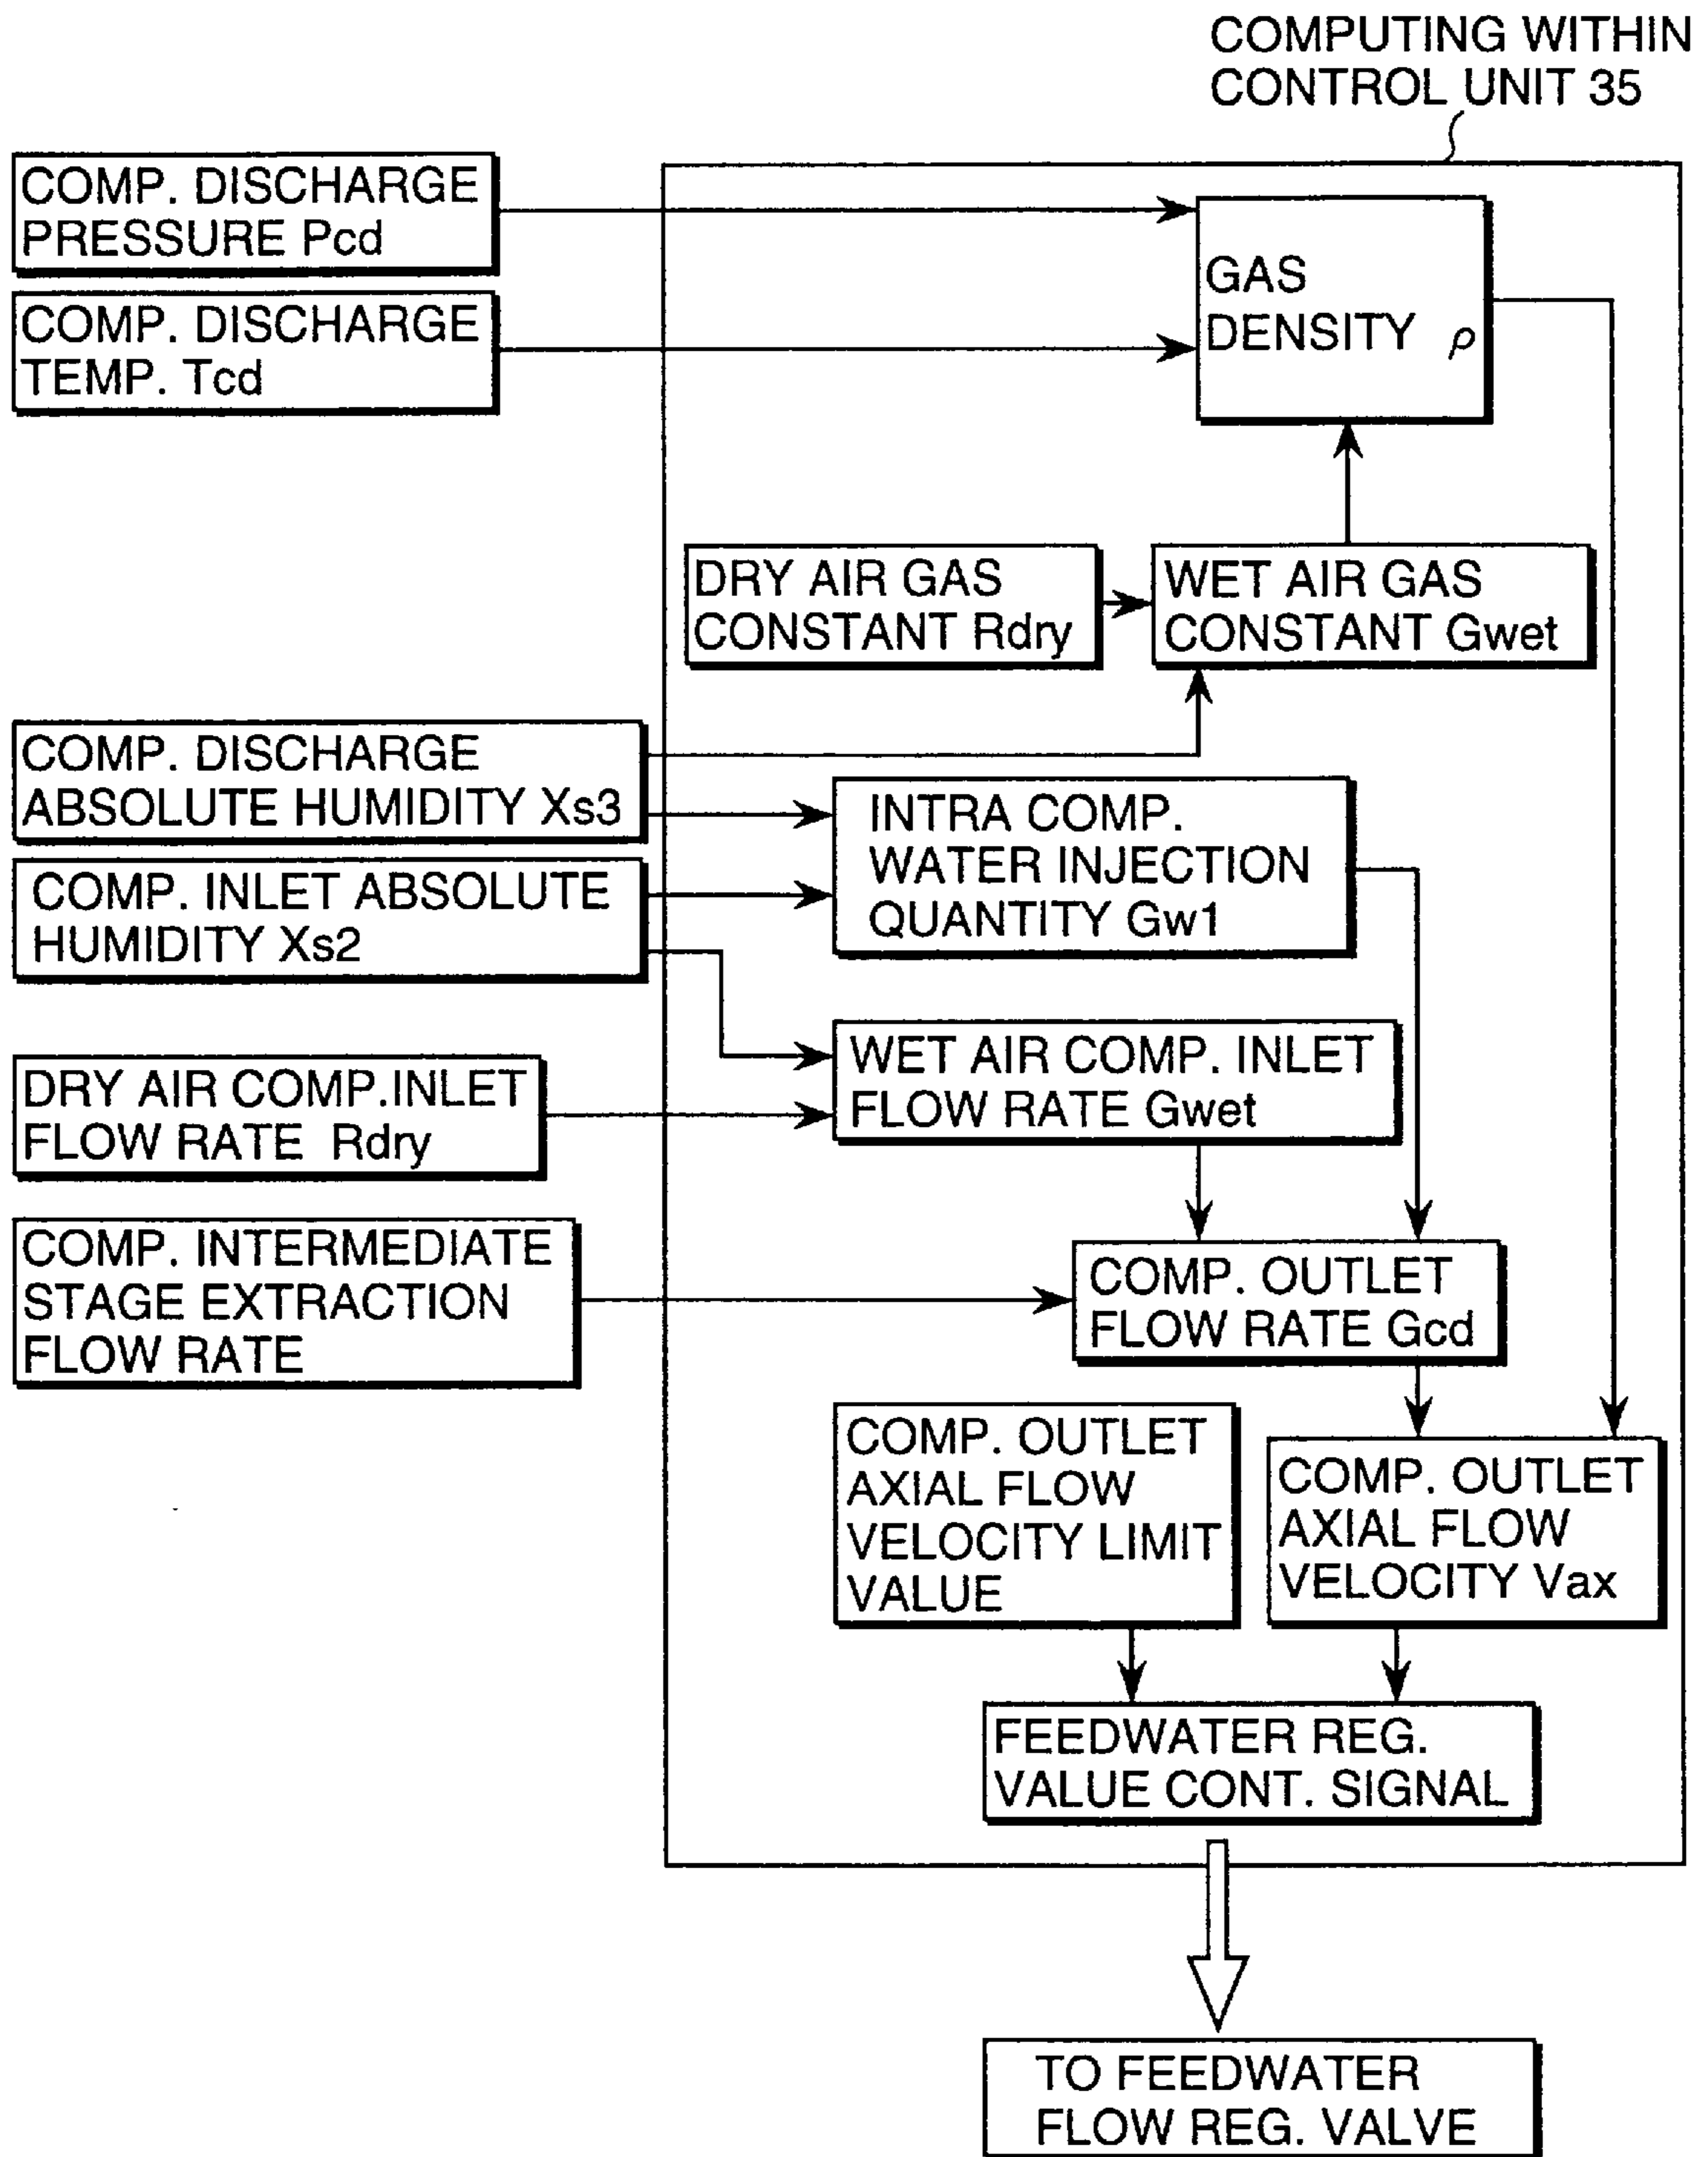 COMPUTING WITHIN
CONTROL UNIT 35
COMP. DISCHARGE
PRESSURE Pcd
COMP. DISCHARGE
TEMP. Tcd
GAS
DENSITY ρ
DRY AIR GAS
CONSTANT Rdry
WET AIR GAS
CONSTANT Gwet
COMP. DISCHARGE
ABSOLUTE HUMIDITY Xs3
COMP. INLET ABSOLUTE
HUMIDITY Xs2
INTRA COMP.
WATER INJECTION
QUANTITY Gw1
DRY AIR COMP.INLET
FLOW RATE Rdry
WET AIR COMP. INLET
FLOW RATE Gwet
COMP. INTERMEDIATE
STAGE EXTRACTION
FLOW RATE
COMP. OUTLET
FLOW RATE Gcd
COMP. OUTLET
AXIAL FLOW
VELOCITY LIMIT
VALUE
COMP. OUTLET
AXIAL FLOW
VELOCITY Vax
FEEDWATER REG.
VALUE CONT. SIGNAL
TO FEEDWATER
FLOW REG. VALVE